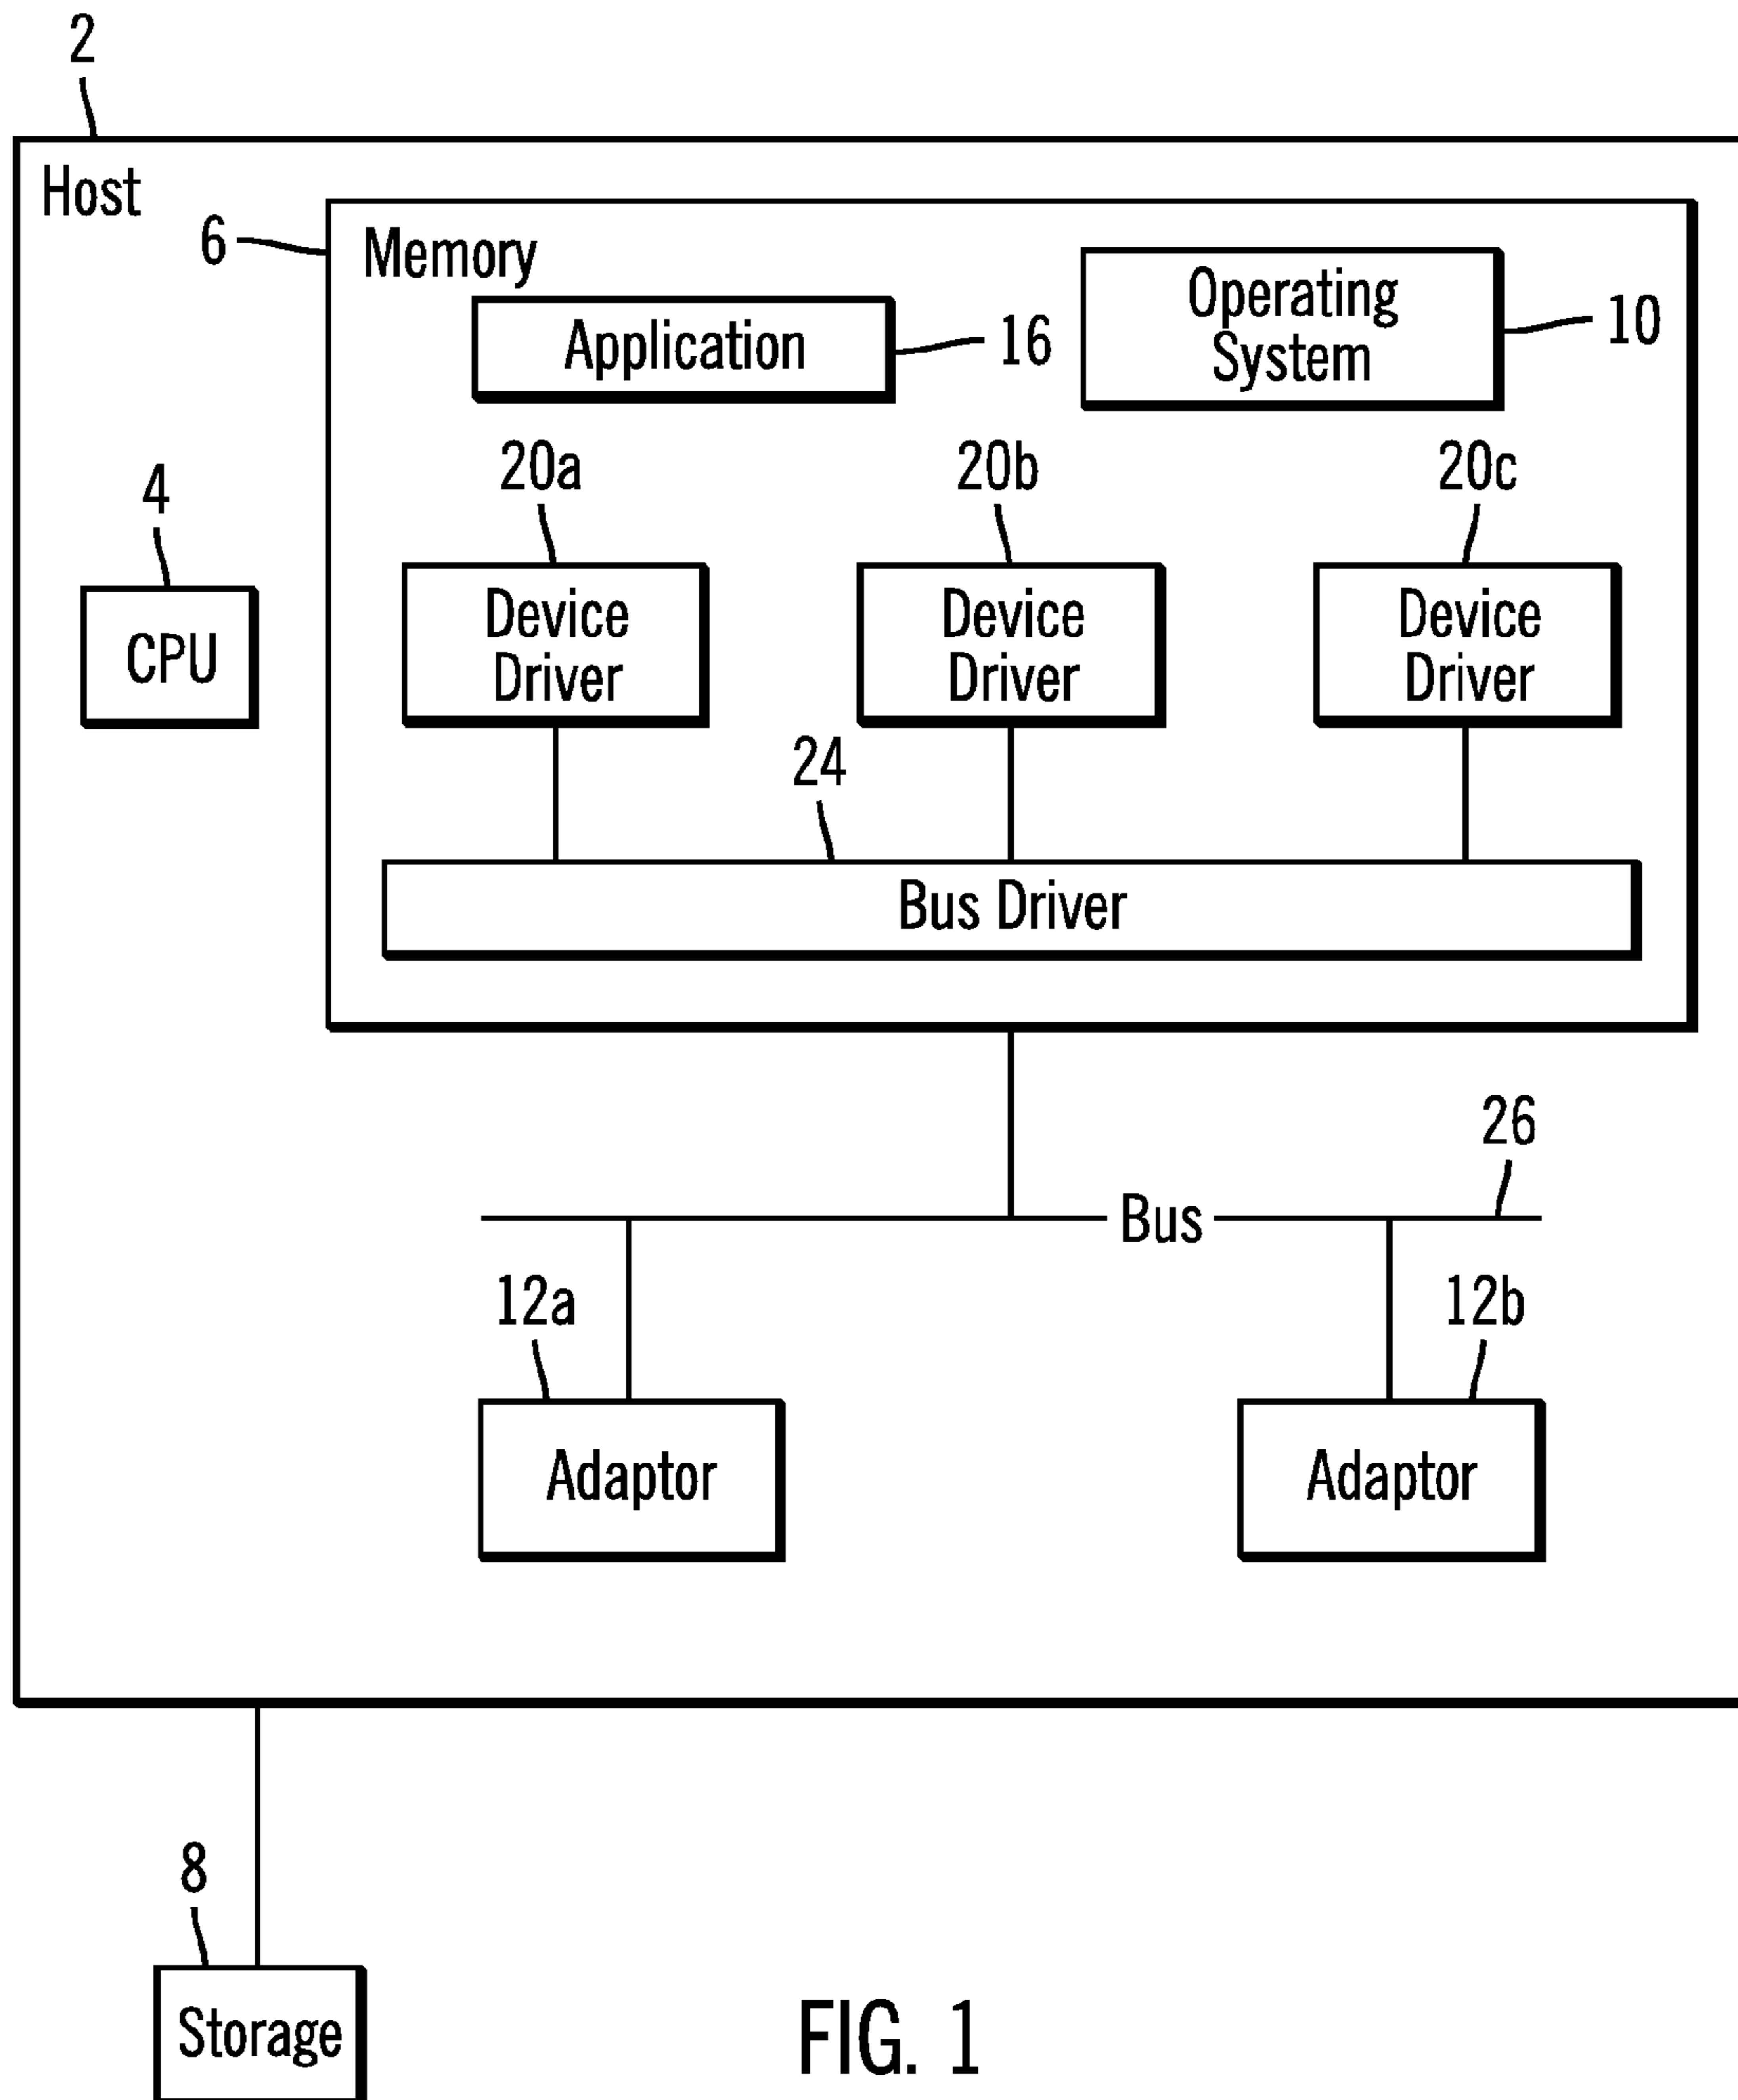 2
Host
6
Memory
Application
16
Operating
System
10
20a
20b
20c
4
CPU
Device
Driver
Device
Driver
Device
Driver
24
Bus Driver
26
Bus
12a
12b
Adaptor
Adaptor
8
Storage
FIG. 1